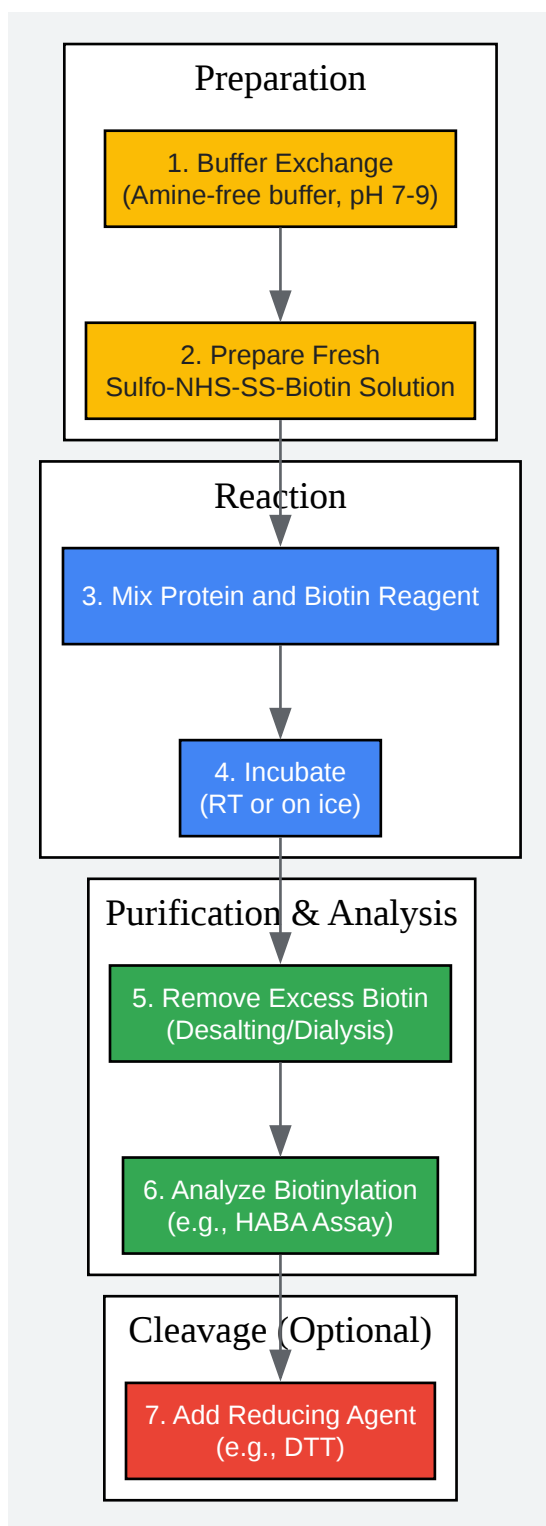 Preparation
1. Buffer Exchange
(Amine-free buffer, pH 7-9)
2. Prepare Fresh
Sulfo-NHS-SS-Biotin Solution
Reaction
3. Mix Protein and Biotin Reagent
4. Incubate
(RT or on ice)
Purification & Analysis
5. Remove Excess Biotin
(Desalting/Dialysis)
6. Analyze Biotinylation
(e.g., HABA Assay)
Cleavage (Optional)
7. Add Reducing Agent
(e.g., DTT)